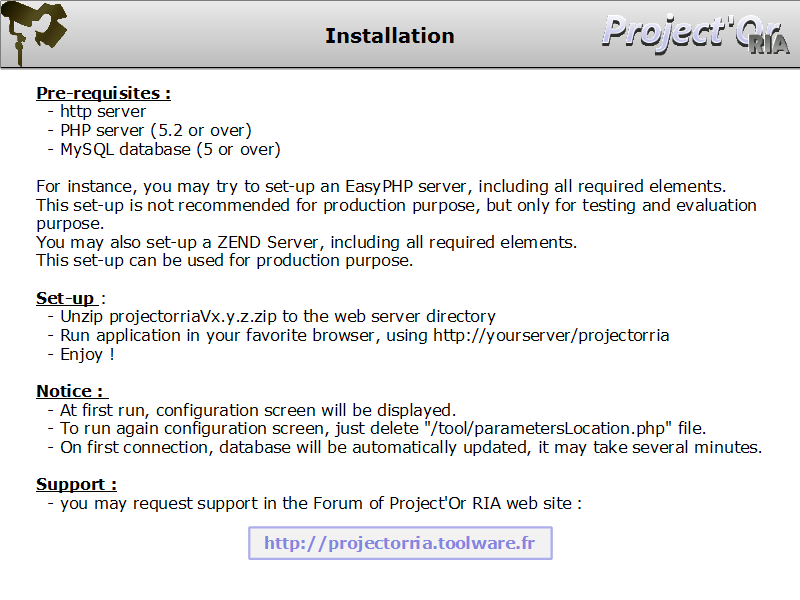 Installation
Project'Or
RIA
Pre-requisites :
- http server
- PHP server (5.2 or over)
- MySQL database (5 or over)
For instance, you may try to set-up an EasyPHP server, including all required elements.
This set-up is not recommended for production purpose, but only for testing and evaluation
purpose.
You may also set-up a ZEND Server, including all required elements.
This set-up can be used for production purpose.
Set-up :
- Unzip projectorriaVx.y.z.zip to the web server directory
- Run application in your favorite browser, using http://yourserver/projectorria
- Enjoy !
Notice :
- At first run, configuration screen will be displayed.
- To run again configuration screen, just delete "/tool/parametersLocation.php" file.
- On first connection, database will be automatically updated, it may take several minutes.
Support :
- you may request support in the Forum of Project'Or RIA web site :
http://projectorria.toolware.fr